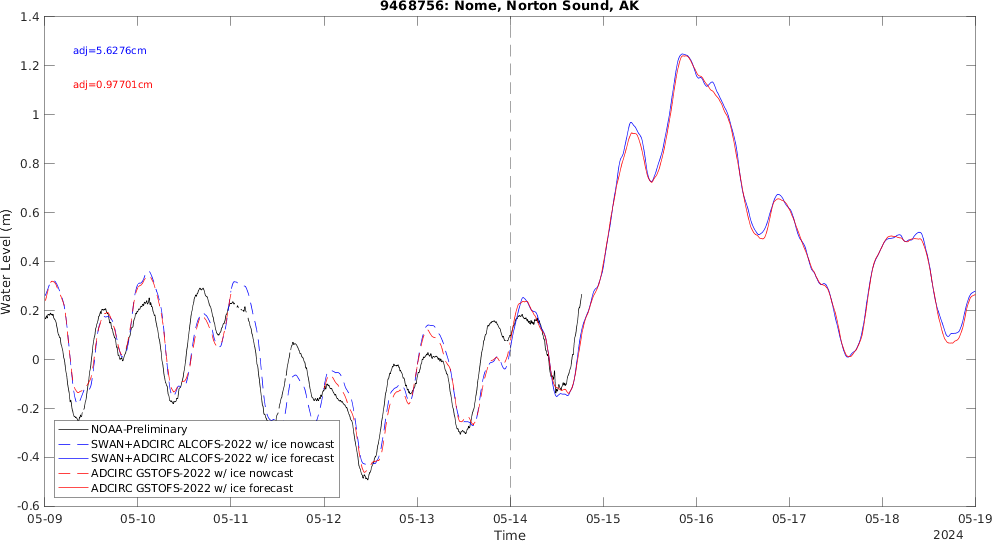 9468756: Nome, Norton Sound, AK
1.4
1.2
1
0.8
0.6
0.4
0.2
0
-0.2
-0.4
-0.6
Water Level (m)
adj=5.6276cm
adj=0.97701cm
NOAA-Preliminary
SWAN+ADCIRC ALCOFS-2022 w/ ice nowcast
SWAN+ADCIRC ALCOFS-2022 w/ ice forecast
ADCIRC GSTOFS-2022 w/ ice nowcast
ADCIRC GSTOFS-2022 w/ ice forecast
05-09 05-10 05-11 05-12 05-13 05-14 05-15 05-16 05-17 05-18 05-19
Time
2024